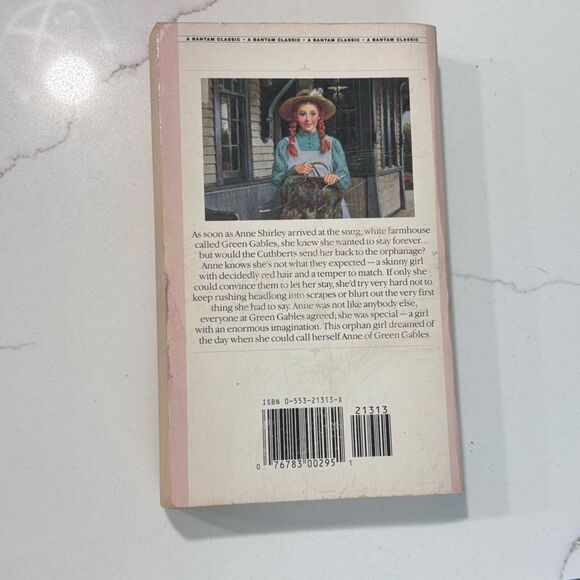 A BANTAM CLASSIC • A BANTAM CLASSIC • A BANTAM CLASSIC • A BANTAM CLASSIC
As soon as Anne Shirley arrived at the snug, white farmhouse
called Green Gables, she knew she wanted to stay forever...
but would the Cuthberts send her back to the orphanage?
Anne knows she's not what they expected—a skinny girl
with decidedly red hair and a temper to match. If only she
could convince them to let her stay, she'd try very hard not to
keep rushing headlong into scrapes or blurt out the very first
thing she had to say. Anne was not like anybody else,
everyone at Green Gables agreed; she was special—a girl
with an enormous imagination. This orphan girl dreamed of
the day when she could call herself Anne of Green Gables.
ISBN 0-553-21313-X
21313
0 76783 00295 1